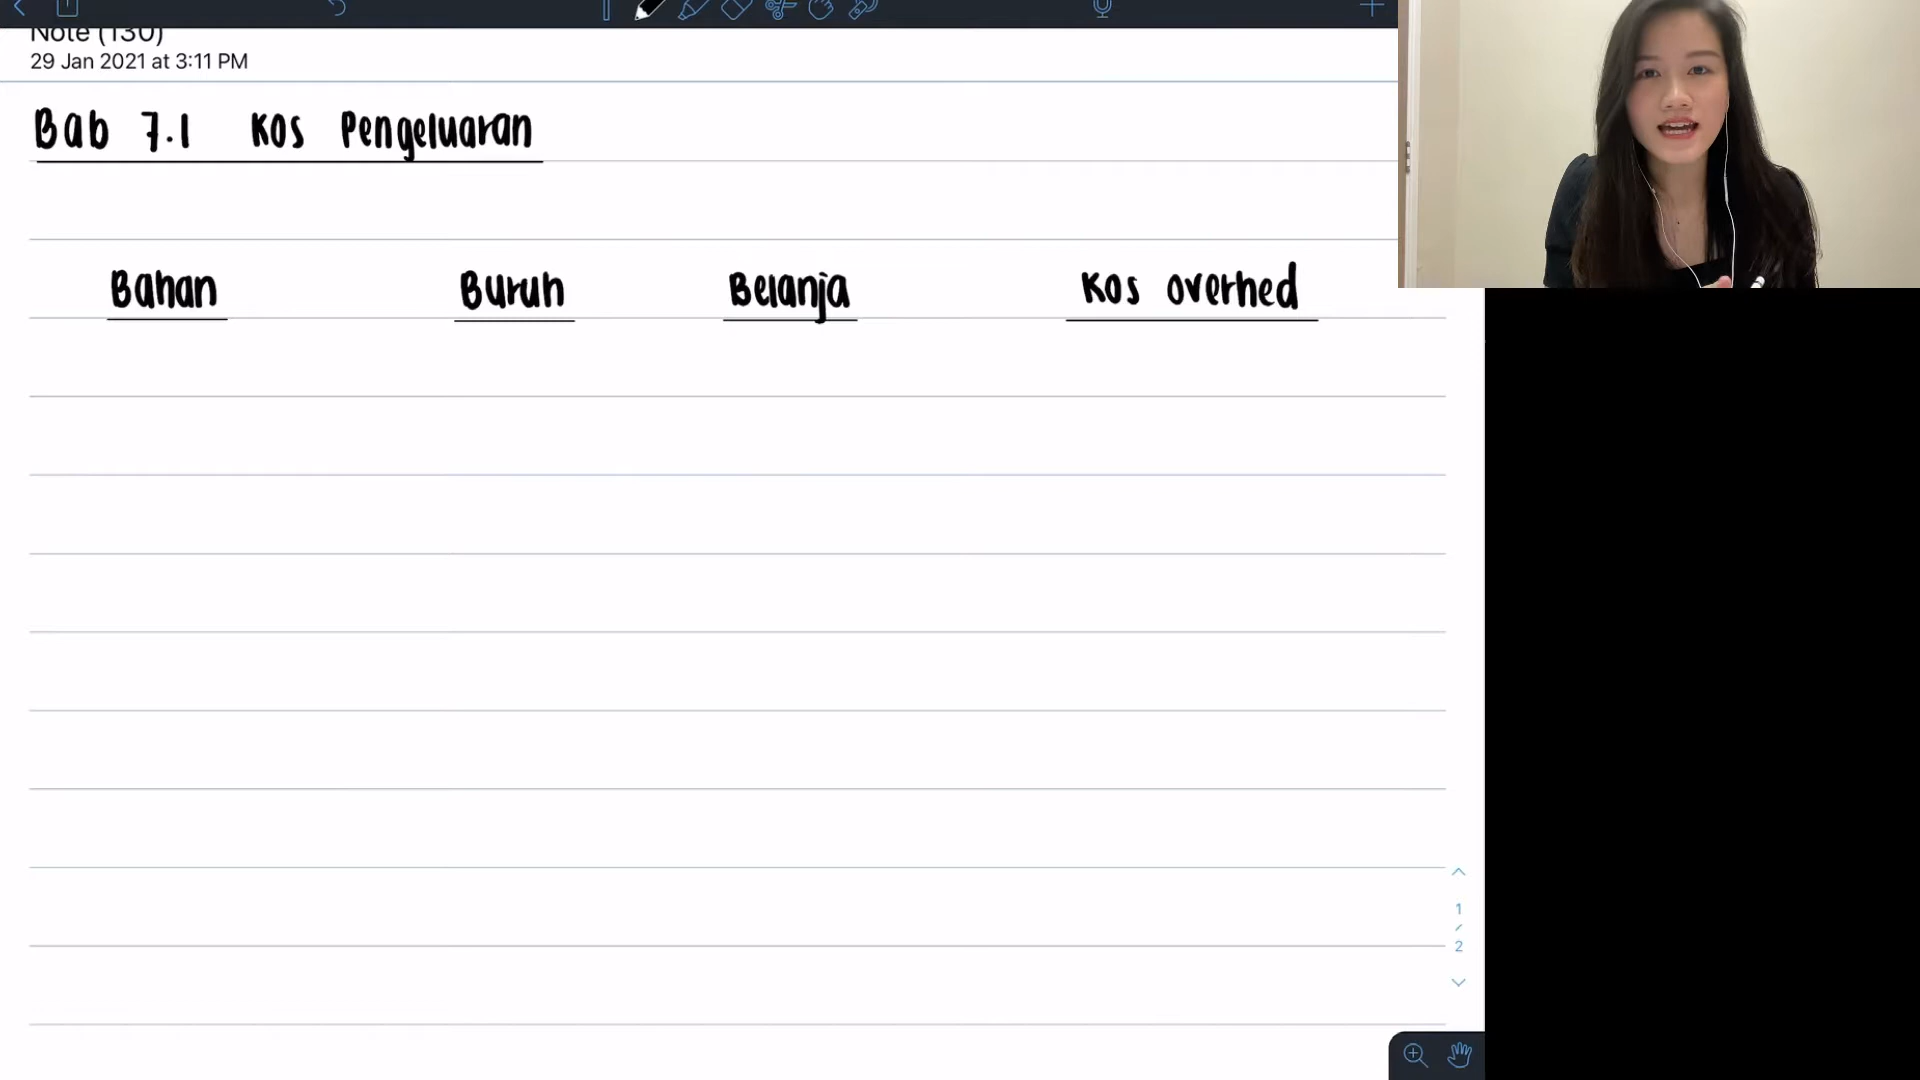 Note (130)
29 Jan 2021 at 3:11 PM
Bab 7.1 Kos Pengeluaran
Bahan Buruh Belanja Kos overhed
1
/
2